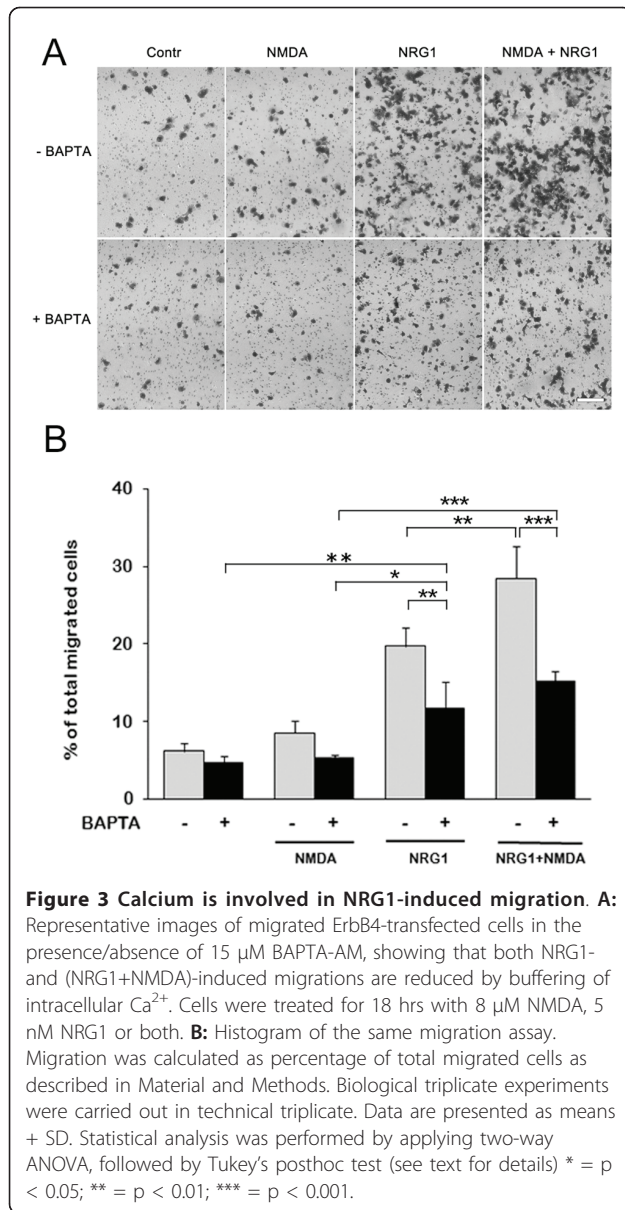 A
Contr NMDA NRG1 NMDA + NRG1
- BAPTA
+ BAPTA
B
40
30
20
10
0
% of total migrated cells
***
** ***
**
*
**
BAPTA - + - + - + - +
NMDA NRG1 NRG1+NMDA
Figure 3 Calcium is involved in NRG1-induced migration. A:
Representative images of migrated ErbB4-transfected cells in the
presence/absence of 15 μM BAPTA-AM, showing that both NRG1-
and (NRG1+NMDA)-induced migrations are reduced by buffering of
intracellular Ca²⁺. Cells were treated for 18 hrs with 8 μM NMDA, 5
nM NRG1 or both. B: Histogram of the same migration assay.
Migration was calculated as percentage of total migrated cells as
described in Material and Methods. Biological triplicate experiments
were carried out in technical triplicate. Data are presented as means
+ SD. Statistical analysis was performed by applying two-way
ANOVA, followed by Tukey's posthoc test (see text for details) * = p
< 0.05; ** = p < 0.01; *** = p < 0.001.